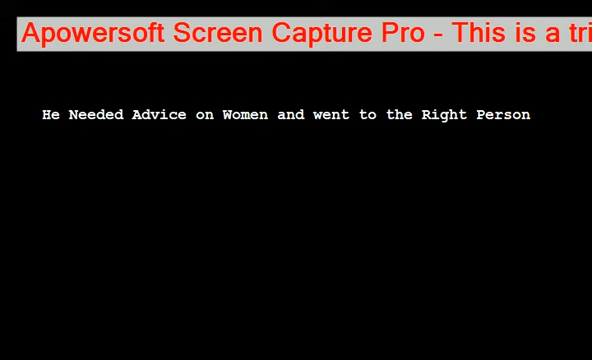 Apowersoft Screen Capture Pro - This is a tri
He Needed Advice on Women and went to the Right Person